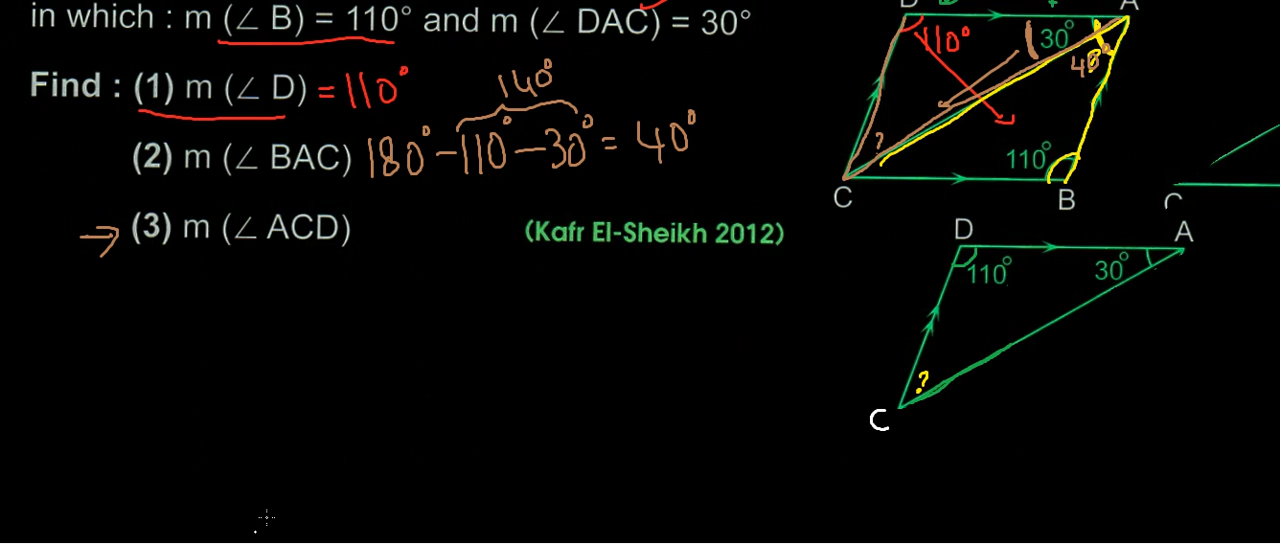 in which : m (∠ B) = 110° and m (∠ DAC) = 30°
Find : (1) m (∠ D) = 110°
140°
(2) m (∠ BAC) 180° - 110° - 30° = 40°
(3) m (∠ ACD)
(Kafr El-Sheikh 2012)
D A
110° 30°
40°
?
110°
C B C
D A
110° 30°
?
C